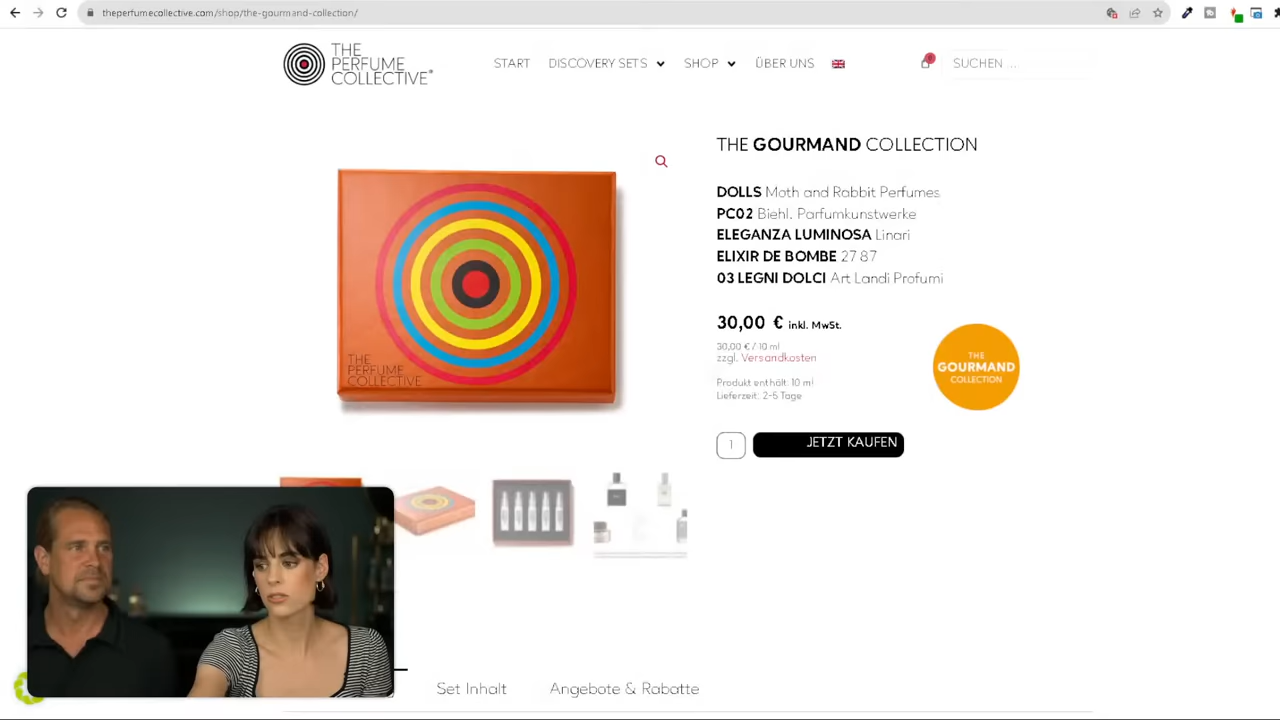 theperfumecollective.com/shop/the-gourmand-collection/
THE
PERFUME
COLLECTIVE®
START
DISCOVERY SETS
SHOP
ÜBER UNS
SUCHEN ...
THE GOURMAND COLLECTION
DOLLS Moth and Rabbit Perfumes
PC02 Biehl. Parfumkunstwerke
ELEGANZA LUMINOSA Linari
ELIXIR DE BOMBE 27 87
03 LEGNI DOLCI Art Landi Profumi
30,00 € inkl. MwSt.
30,00 € / 10 ml
zzgl. Versandkosten
Produkt enthält: 10 ml
Lieferzeit: 2-5 Tage
THE
GOURMAND
COLLECTION
1
JETZT KAUFEN
THE
PERFUME
COLLECTIVE
Set Inhalt
Angebote & Rabatte